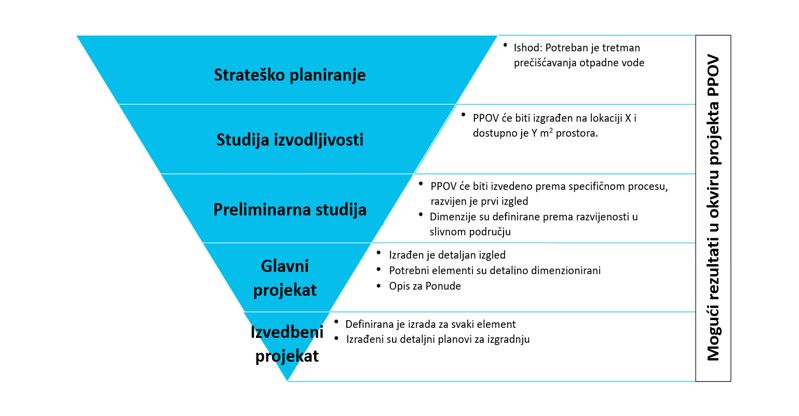 Strateško planiranje
• Ishod: Potreban je tretman
prečišćavanja otpadne vode
Studija izvodljivosti
• PPOV će biti izgrađen na lokaciji X i
dostupno je Y m² prostora.
Preliminarna studija
• PPOV će biti izvedeno prema specifičnom procesu,
razvijen je prvi izgled
• Dimenzije su definirane prema razvijenosti u
slivnom području
Glavni
projekat
• Izrađen je detaljan izgled
• Potrebni elementi su detaljno dimenzionirani
• Opis za Ponude
Izvedbeni
projekat
• Definirana je izrada za svaki element
• Izrađeni su detaljni planovi za izgradnju
Mogući rezultati u okviru projekta PPOV